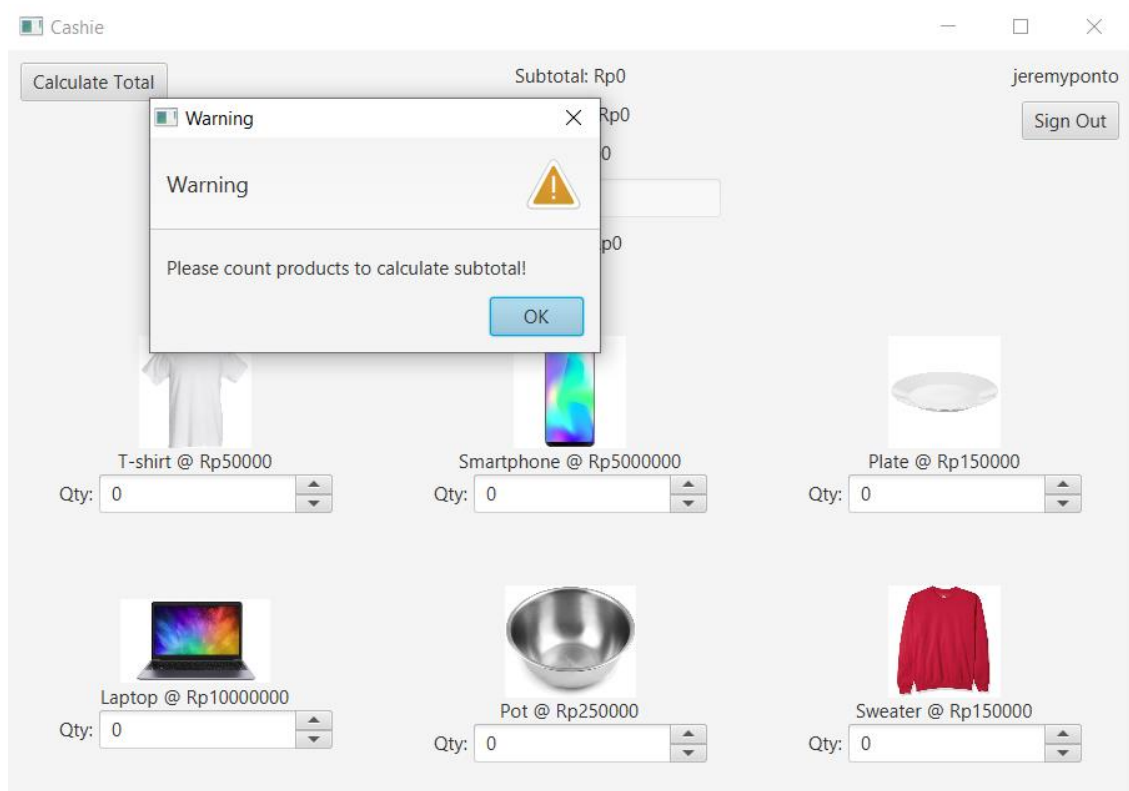 Cashie
Calculate Total
Subtotal: Rp0
jeremyponto
Warning
Rp0
Sign Out
0
Warning
p0
Please count products to calculate subtotal!
OK
T-shirt @ Rp50000
Smartphone @ Rp5000000
Plate @ Rp150000
Qty: 0
Qty: 0
Qty: 0
Laptop @ Rp10000000
Pot @ Rp250000
Sweater @ Rp150000
Qty: 0
Qty: 0
Qty: 0